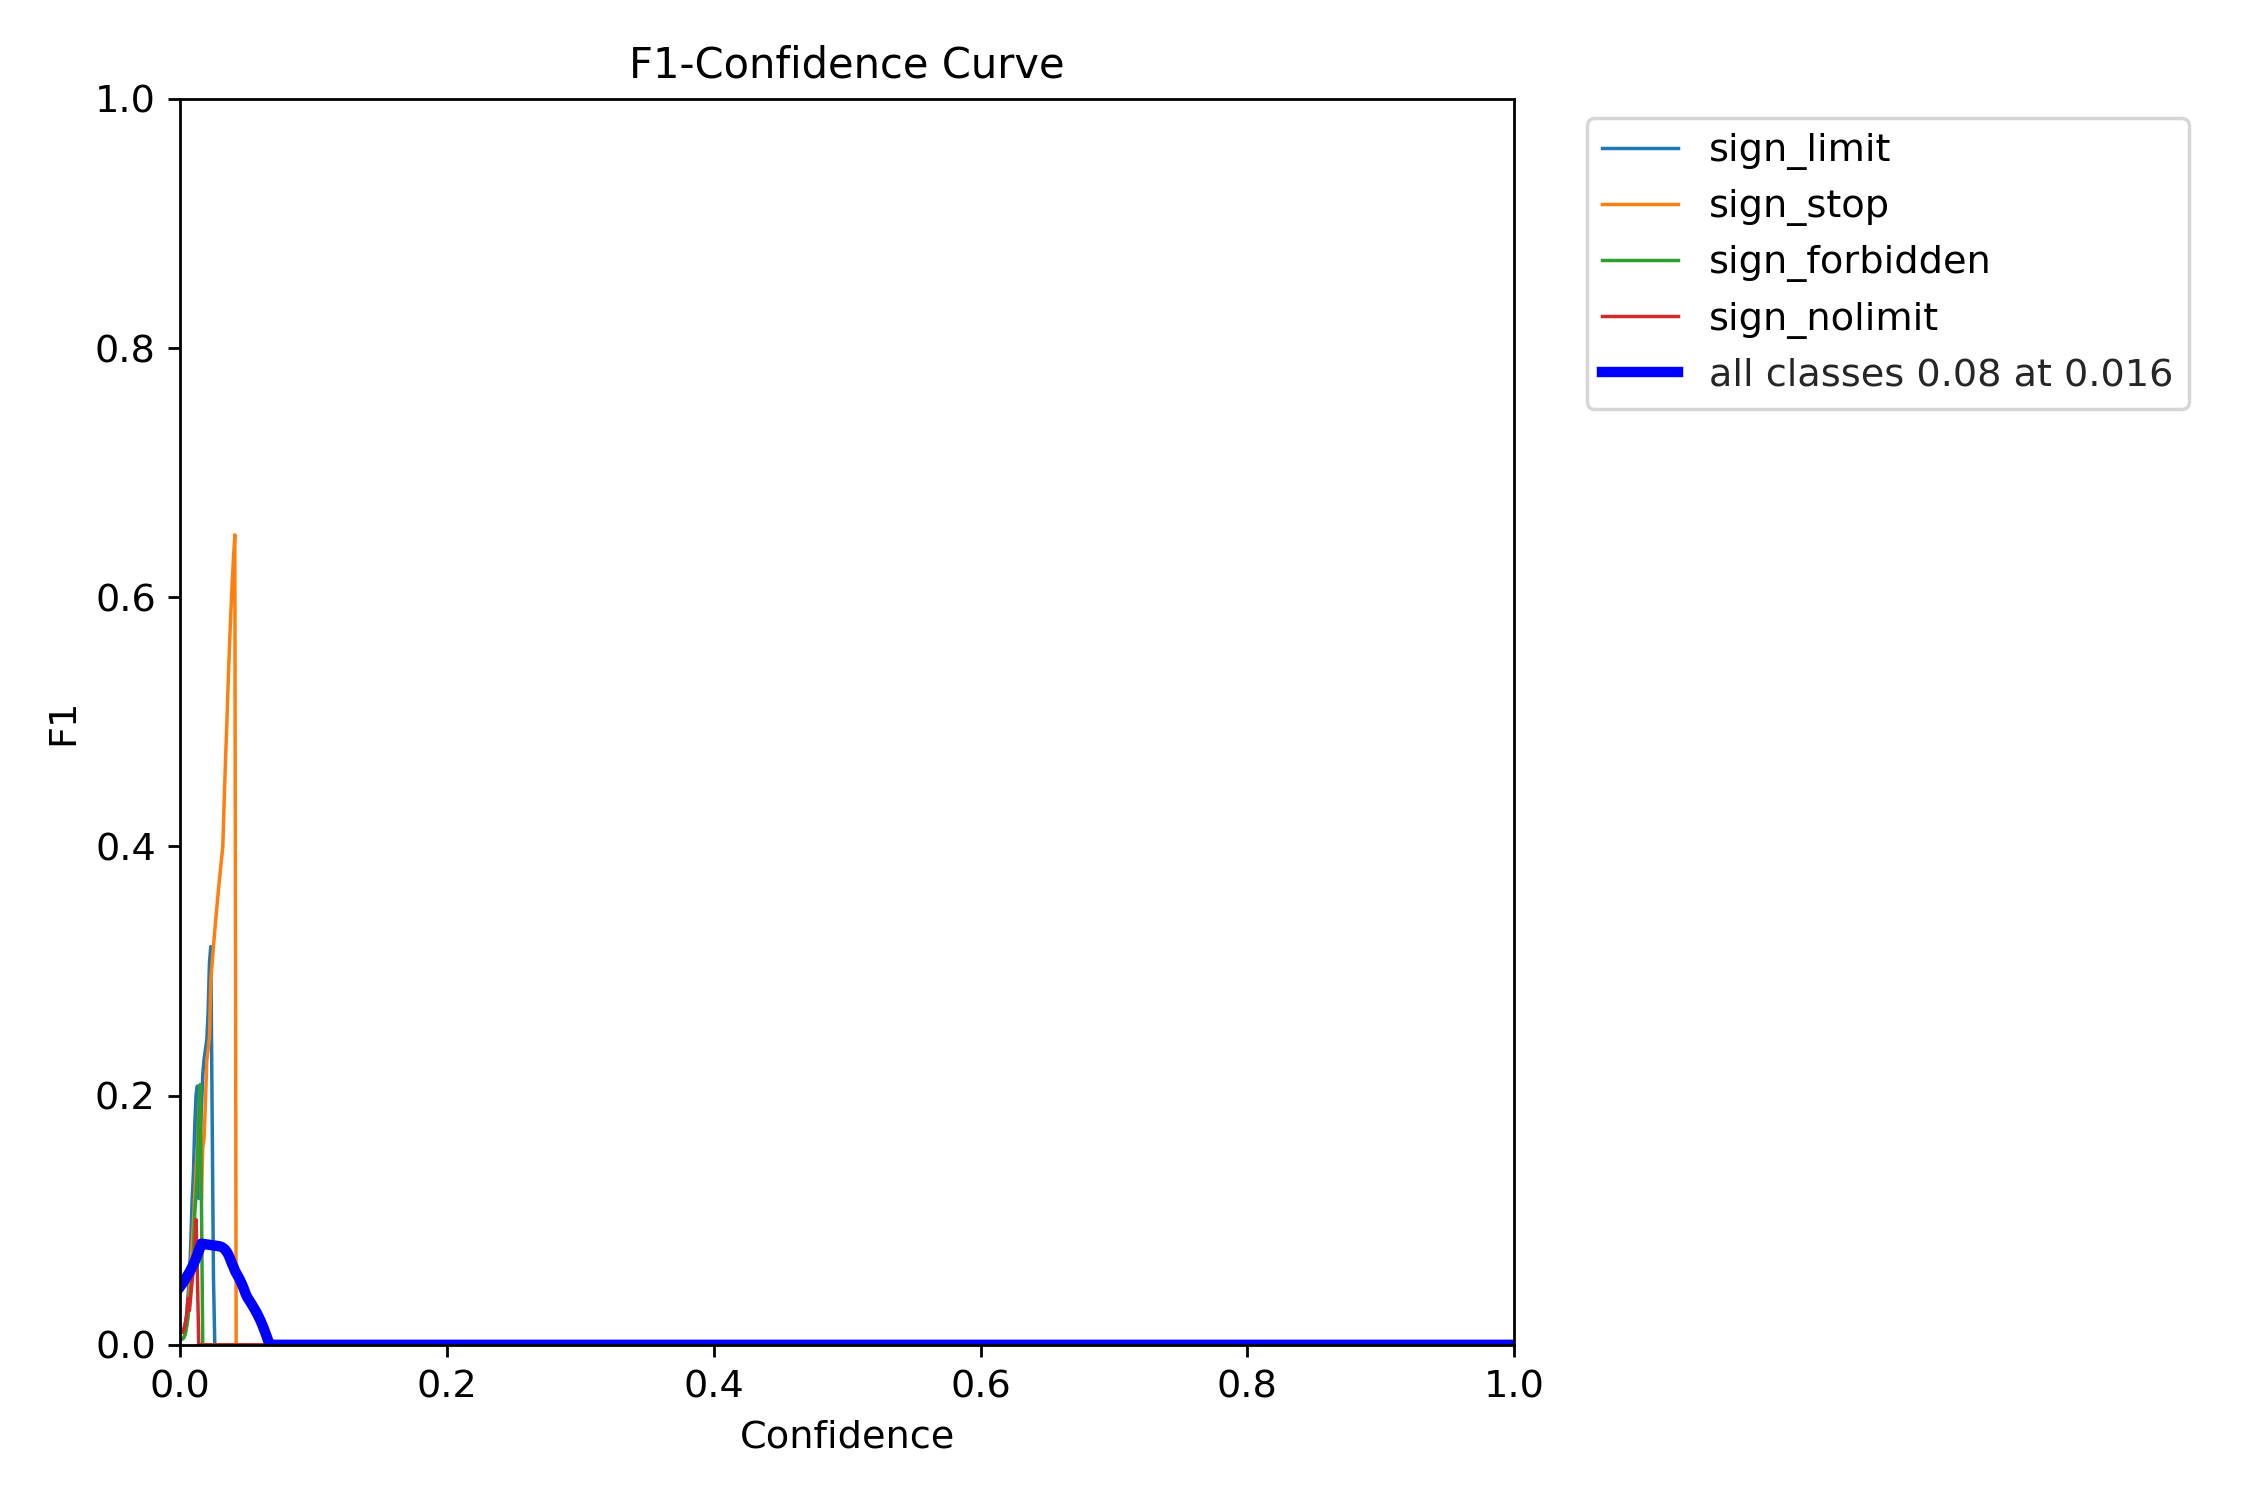 F1-Confidence Curve
1.0
0.8
0.6
0.4
0.2
0.0
F1
0.0 0.2 0.4 0.6 0.8 1.0
Confidence
sign_limit
sign_stop
sign_forbidden
sign_nolimit
all classes 0.08 at 0.016